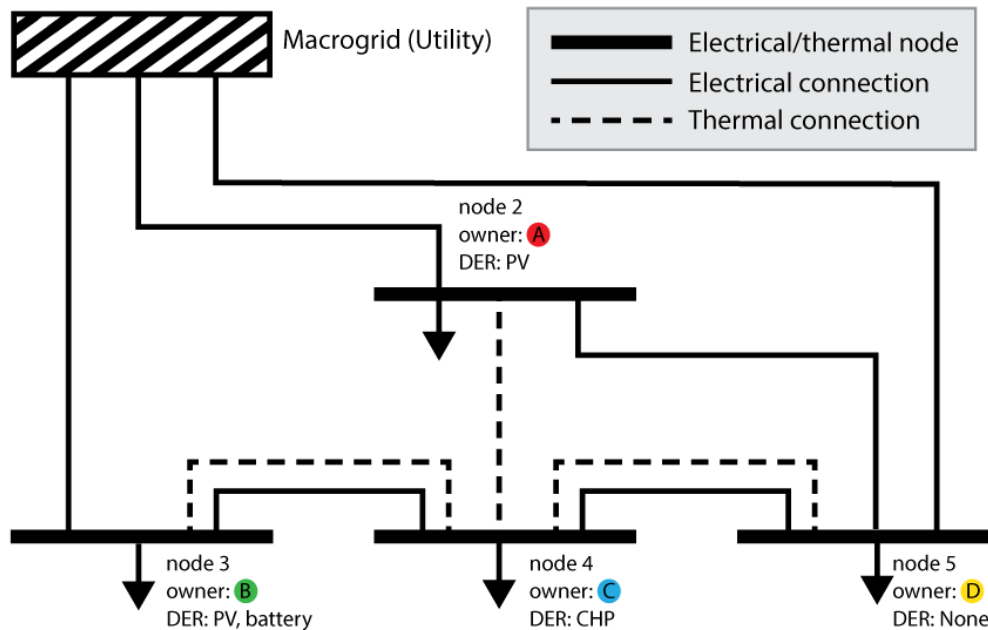 Macrogrid (Utility)
Electrical/thermal node
Electrical connection
Thermal connection
node 2
owner: A
DER: PV
node 3
owner: B
DER: PV, battery
node 4
owner: C
DER: CHP
node 5
owner: D
DER: None